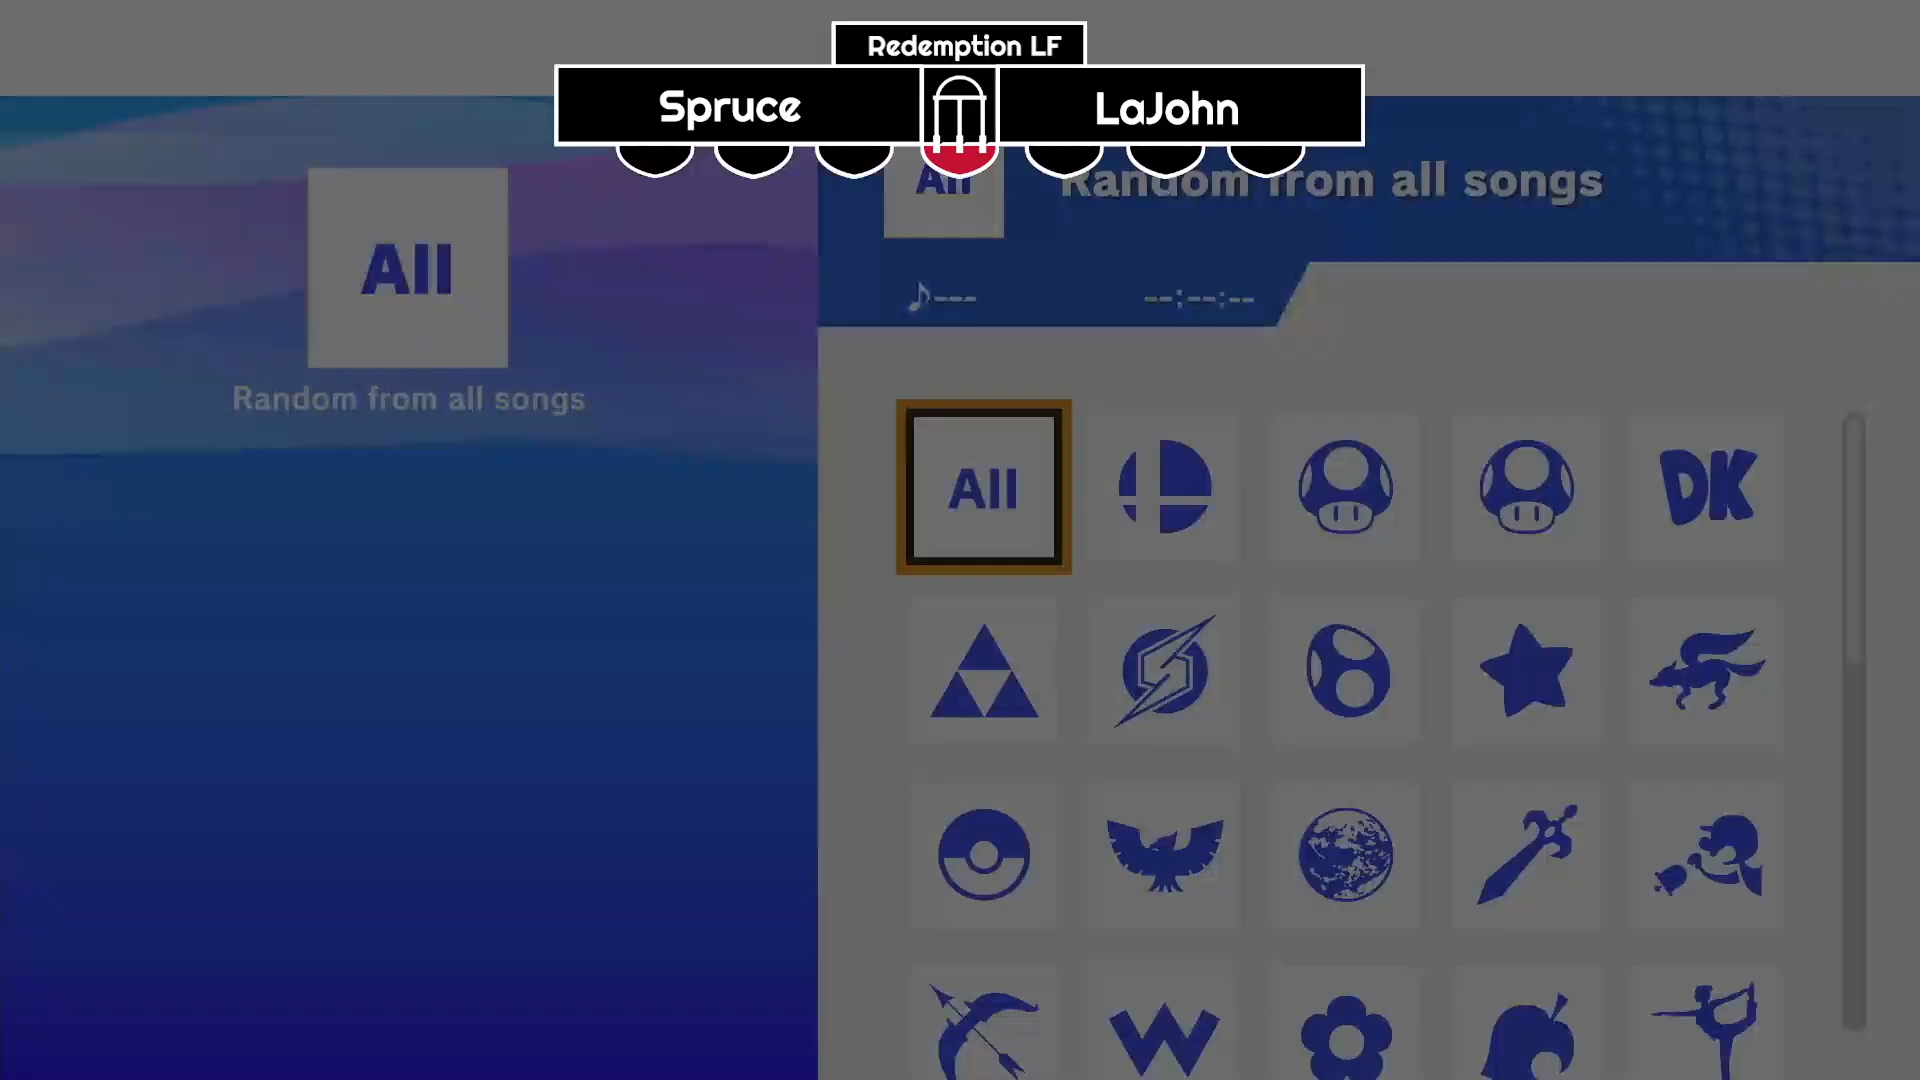 Redemption LF
Spruce
LaJohn
All
Random from all songs
All
Random from all songs
♪---
--:--:--
All
DK
W